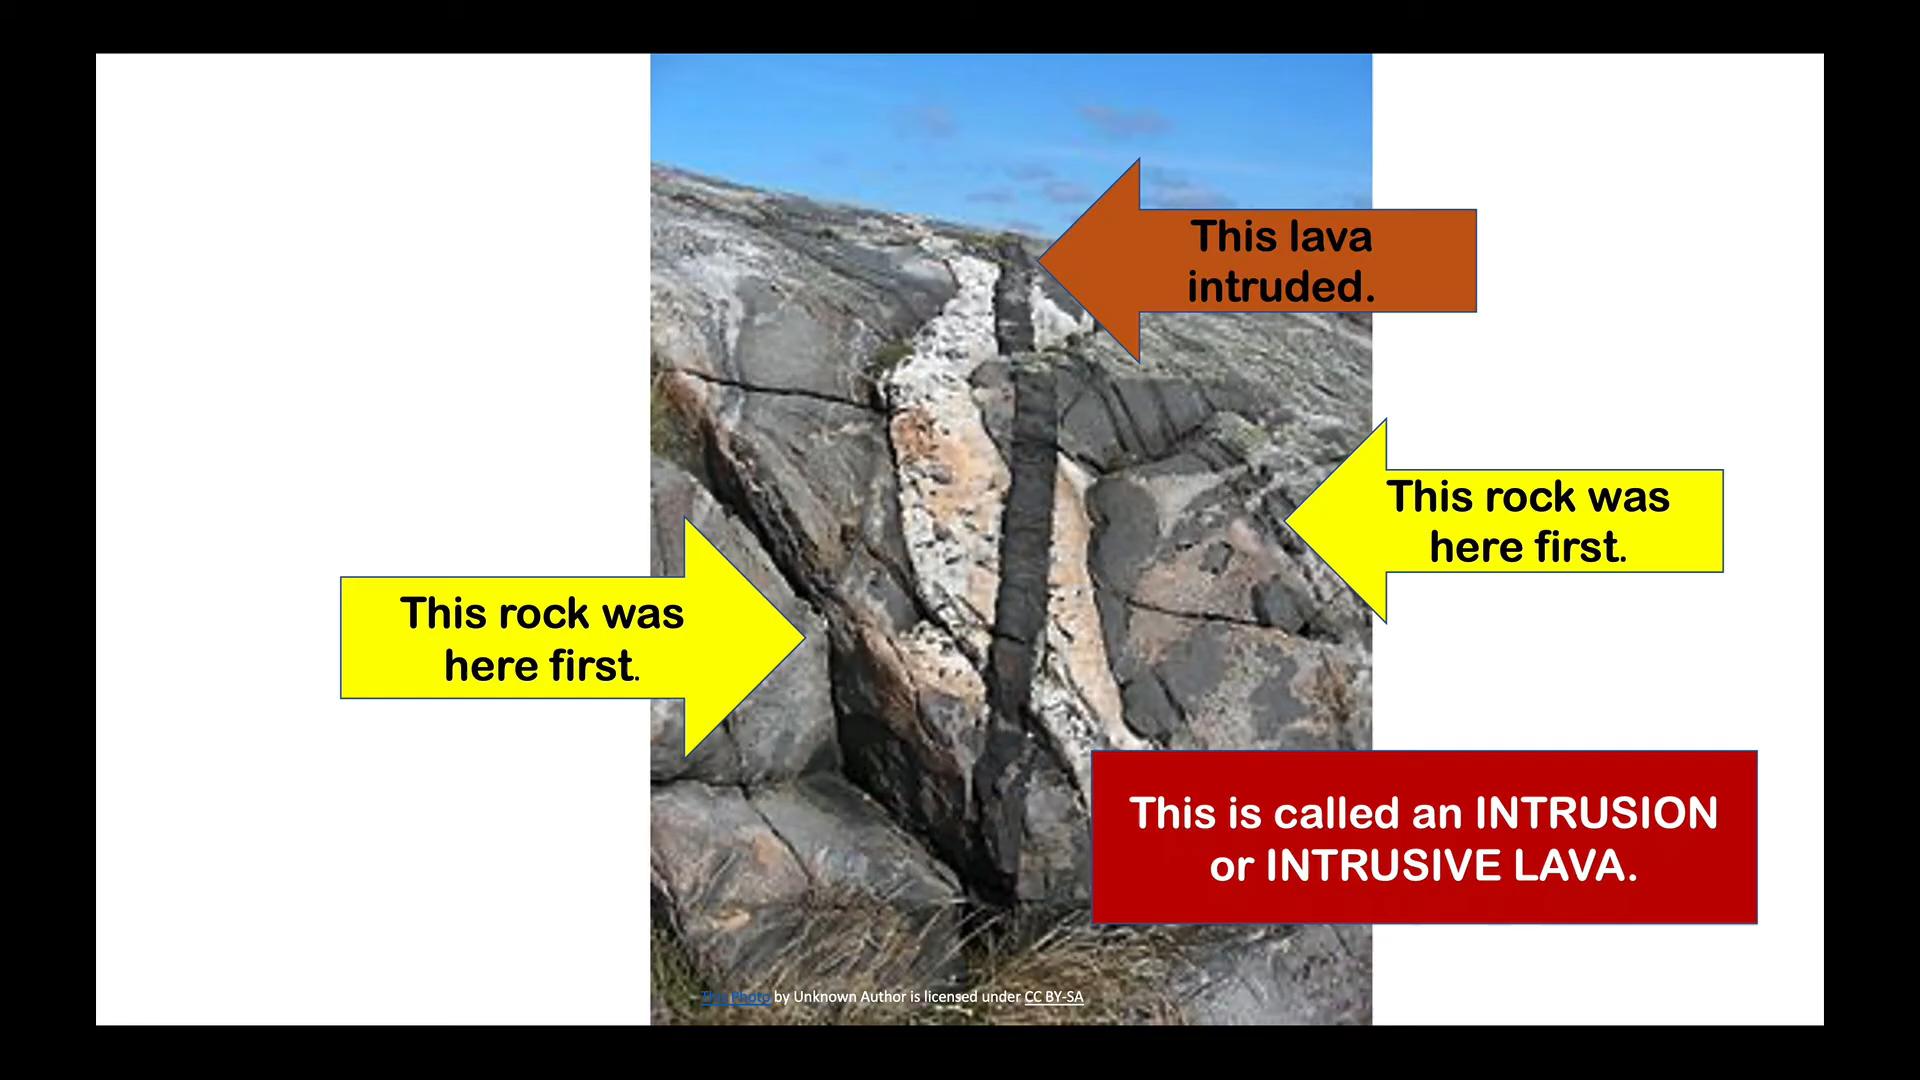 This lava
intruded.
This rock was
here first.
This rock was
here first.
This is called an INTRUSION
or INTRUSIVE LAVA.
This Photo by Unknown Author is licensed under CC BY-SA